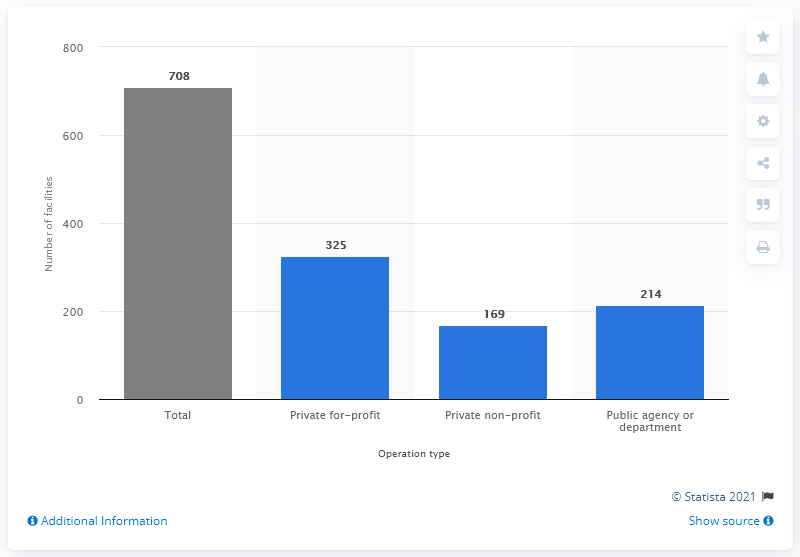 800
708
600
Number of facilities
400
325
214
200
169
0
Total
Private for-profit
Private non-profit
Public agency or
department
Operation type
© Statista 2021
Additional Information
Show source